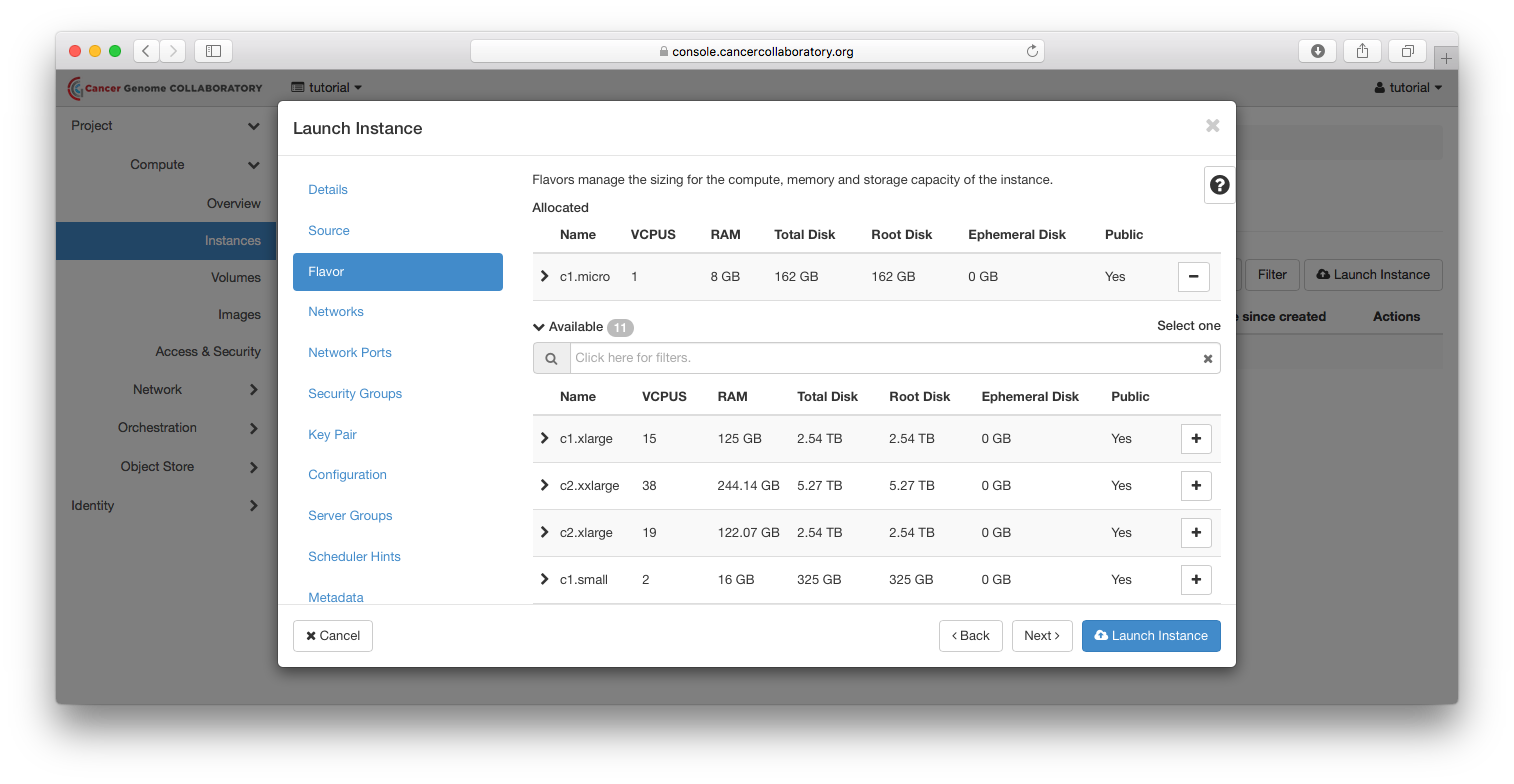 console.cancercollaboratory.org
Cancer Genome COLLABORATORY
tutorial
tutorial
Project
Compute
Overview
Instances
Volumes
Images
Access & Security
Network
Orchestration
Object Store
Identity
Filter
Launch Instance
since created
Actions
Launch Instance
Details
Source
Flavor
Networks
Network Ports
Security Groups
Key Pair
Configuration
Server Groups
Scheduler Hints
Metadata
Flavors manage the sizing for the compute, memory and storage capacity of the instance.
Allocated
Name VCPUS RAM Total Disk Root Disk Ephemeral Disk Public
c1.micro 1 8 GB 162 GB 162 GB 0 GB Yes
Available 11 Select one
Click here for filters.
Name VCPUS RAM Total Disk Root Disk Ephemeral Disk Public
c1.xlarge 15 125 GB 2.54 TB 2.54 TB 0 GB Yes
c2.xxlarge 38 244.14 GB 5.27 TB 5.27 TB 0 GB Yes
c2.xlarge 19 122.07 GB 2.54 TB 2.54 TB 0 GB Yes
c1.small 2 16 GB 325 GB 325 GB 0 GB Yes
Cancel
< Back
Next >
Launch Instance